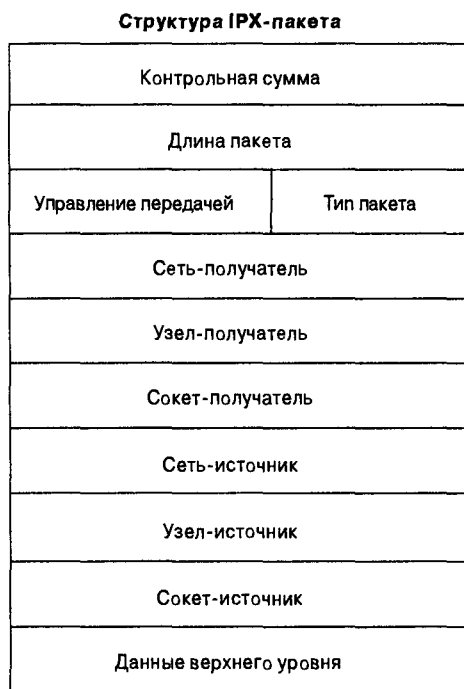 Структура IPX-пакета
Контрольная сумма
Длина пакета
Управление передачей
Тип пакета
Сеть-получатель
Узел-получатель
Сокет-получатель
Сеть-источник
Узел-источник
Сокет-источник
Данные верхнего уровня